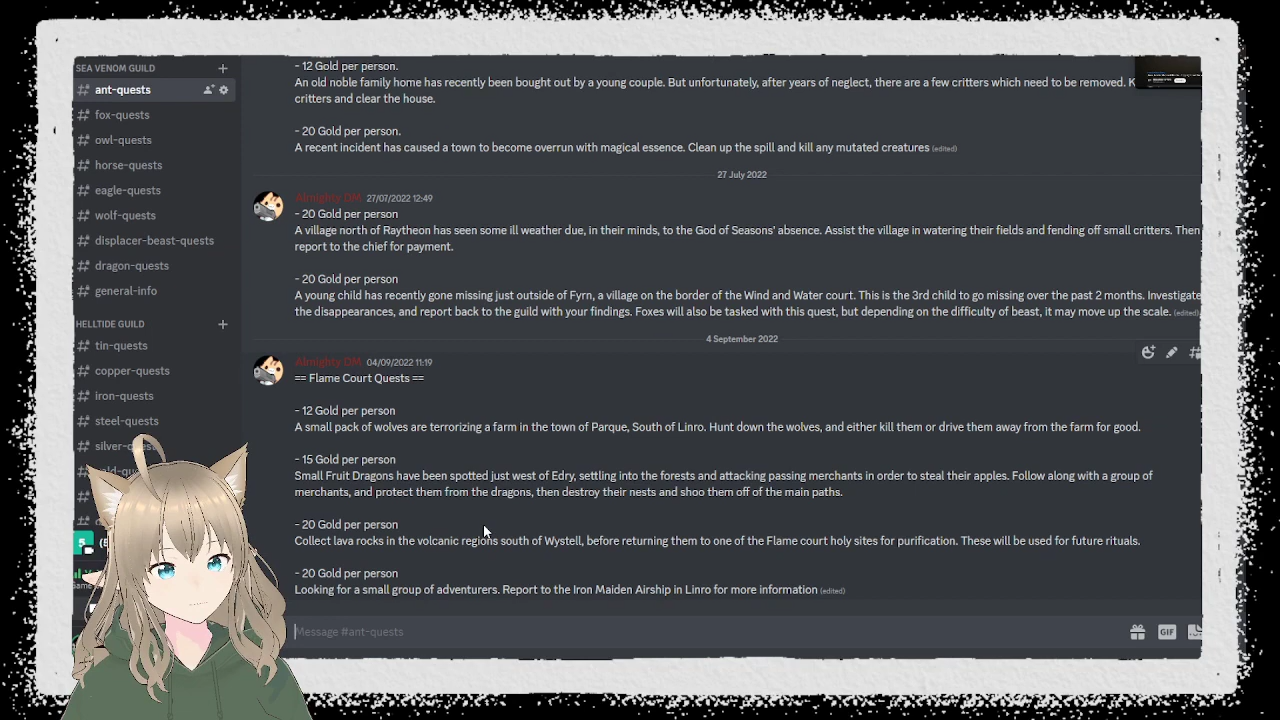 SEA VENOM GUILD
ant-quests
fox-quests
owl-quests
horse-quests
eagle-quests
wolf-quests
displacer-beast-quests
dragon-quests
general-info
HELLTIDE GUILD
tin-quests
copper-quests
iron-quests
steel-quests
- 12 Gold per person.
An old noble family home has recently been bought out by a young couple. But unfortunately, after years of neglect, there are a few critters which need to be removed. K
critters and clear the house.
- 20 Gold per person.
A recent incident has caused a town to become overrun with magical essence. Clean up the spill and kill any mutated creatures (edited)
27 July 2022
Almighty DM 27/07/2022 12:49
- 20 Gold per person
A village north of Raytheon has seen some ill weather due, in their minds, to the God of Seasons' absence. Assist the village in watering their fields and fending off small critters. Then
report to the chief for payment.
- 20 Gold per person
A young child has recently gone missing just outside of Fyrn, a village on the border of the Wind and Water court. This is the 3rd child to go missing over the past 2 months. Investigate
the disappearances, and report back to the guild with your findings. Foxes will also be tasked with this quest, but depending on the difficulty of beast, it may move up the scale. (edited)
4 September 2022
Almighty DM 04/09/2022 11:19
== Flame Court Quests ==
- 12 Gold per person
A small pack of wolves are terrorizing a farm in the town of Parque, South of Linro. Hunt down the wolves, and either kill them or drive them away from the farm for good.
- 15 Gold per person
Small Fruit Dragons have been spotted just west of Edry, settling into the forests and attacking passing merchants in order to steal their apples. Follow along with a group of
merchants, and protect them from the dragons, then destroy their nests and shoo them off of the main paths.
- 20 Gold per person
Collect lava rocks in the volcanic regions south of Wystell, before returning them to one of the Flame court holy sites for purification. These will be used for future rituals.
- 20 Gold per person
Looking for a small group of adventurers. Report to the Iron Maiden Airship in Linro for more information (edited)
Message #ant-quests
GIF